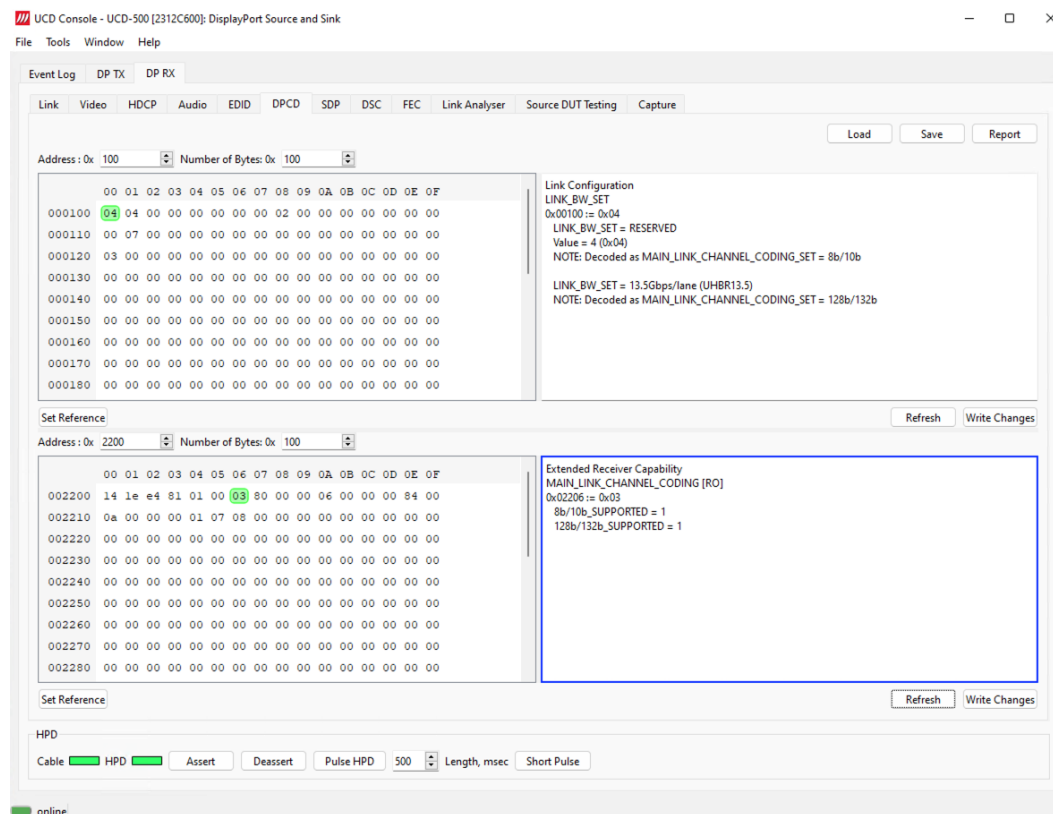 UCD Console - UCD-500 [2312C600]: DisplayPort Source and Sink
File Tools Window Help
Event Log DP TX DP RX
Link Video HDCP Audio EDID DPCD SDP DSC FEC Link Analyser Source DUT Testing Capture
Load Save Report
Address : 0x 100 Number of Bytes: 0x 100
00 01 02 03 04 05 06 07 08 09 0A 0B 0C 0D 0E 0F
000100 04 04 00 00 00 00 00 00 02 00 00 00 00 00 00 00
000110 00 07 00 00 00 00 00 00 00 00 00 00 00 00 00 00
000120 03 00 00 00 00 00 00 00 00 00 00 00 00 00 00 00
000130 00 00 00 00 00 00 00 00 00 00 00 00 00 00 00 00
000140 00 00 00 00 00 00 00 00 00 00 00 00 00 00 00 00
000150 00 00 00 00 00 00 00 00 00 00 00 00 00 00 00 00
000160 00 00 00 00 00 00 00 00 00 00 00 00 00 00 00 00
000170 00 00 00 00 00 00 00 00 00 00 00 00 00 00 00 00
000180 00 00 00 00 00 00 00 00 00 00 00 00 00 00 00 00
Link Configuration
LINK_BW_SET
0x00100 := 0x04
LINK_BW_SET = RESERVED
Value = 4 (0x04)
NOTE: Decoded as MAIN_LINK_CHANNEL_CODING_SET = 8b/10b
LINK_BW_SET = 13.5Gbps/lane (UHBR13.5)
NOTE: Decoded as MAIN_LINK_CHANNEL_CODING_SET = 128b/132b
Set Reference Refresh Write Changes
Address : 0x 2200 Number of Bytes: 0x 100
00 01 02 03 04 05 06 07 08 09 0A 0B 0C 0D 0E 0F
002200 14 1e e4 81 01 00 03 80 00 00 06 00 00 00 84 00
002210 0a 00 00 00 01 07 08 00 00 00 00 00 00 00 00 00
002220 00 00 00 00 00 00 00 00 00 00 00 00 00 00 00 00
002230 00 00 00 00 00 00 00 00 00 00 00 00 00 00 00 00
002240 00 00 00 00 00 00 00 00 00 00 00 00 00 00 00 00
002250 00 00 00 00 00 00 00 00 00 00 00 00 00 00 00 00
002260 00 00 00 00 00 00 00 00 00 00 00 00 00 00 00 00
002270 00 00 00 00 00 00 00 00 00 00 00 00 00 00 00 00
002280 00 00 00 00 00 00 00 00 00 00 00 00 00 00 00 00
Extended Receiver Capability
MAIN_LINK_CHANNEL_CODING [RO]
0x02206 := 0x03
8b/10b_SUPPORTED = 1
128b/132b_SUPPORTED = 1
Set Reference Refresh Write Changes
HPD
Cable HPD Assert Deassert Pulse HPD 500 Length, msec Short Pulse
online